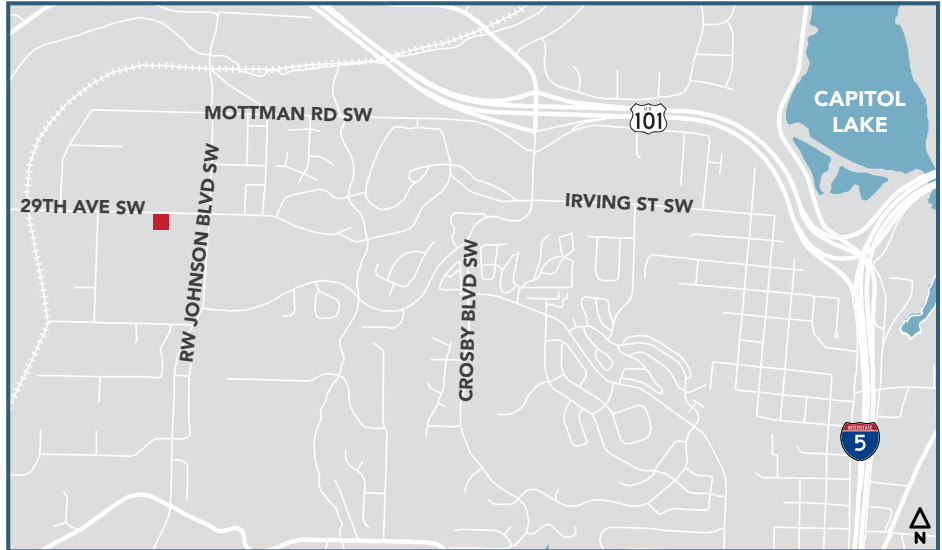 MOTTMAN RD SW
U.S.
101
CAPITOL
LAKE
29TH AVE SW
RW JOHNSON BLVD SW
IRVING ST SW
CROSBY BLVD SW
INTERSTATE
5
N